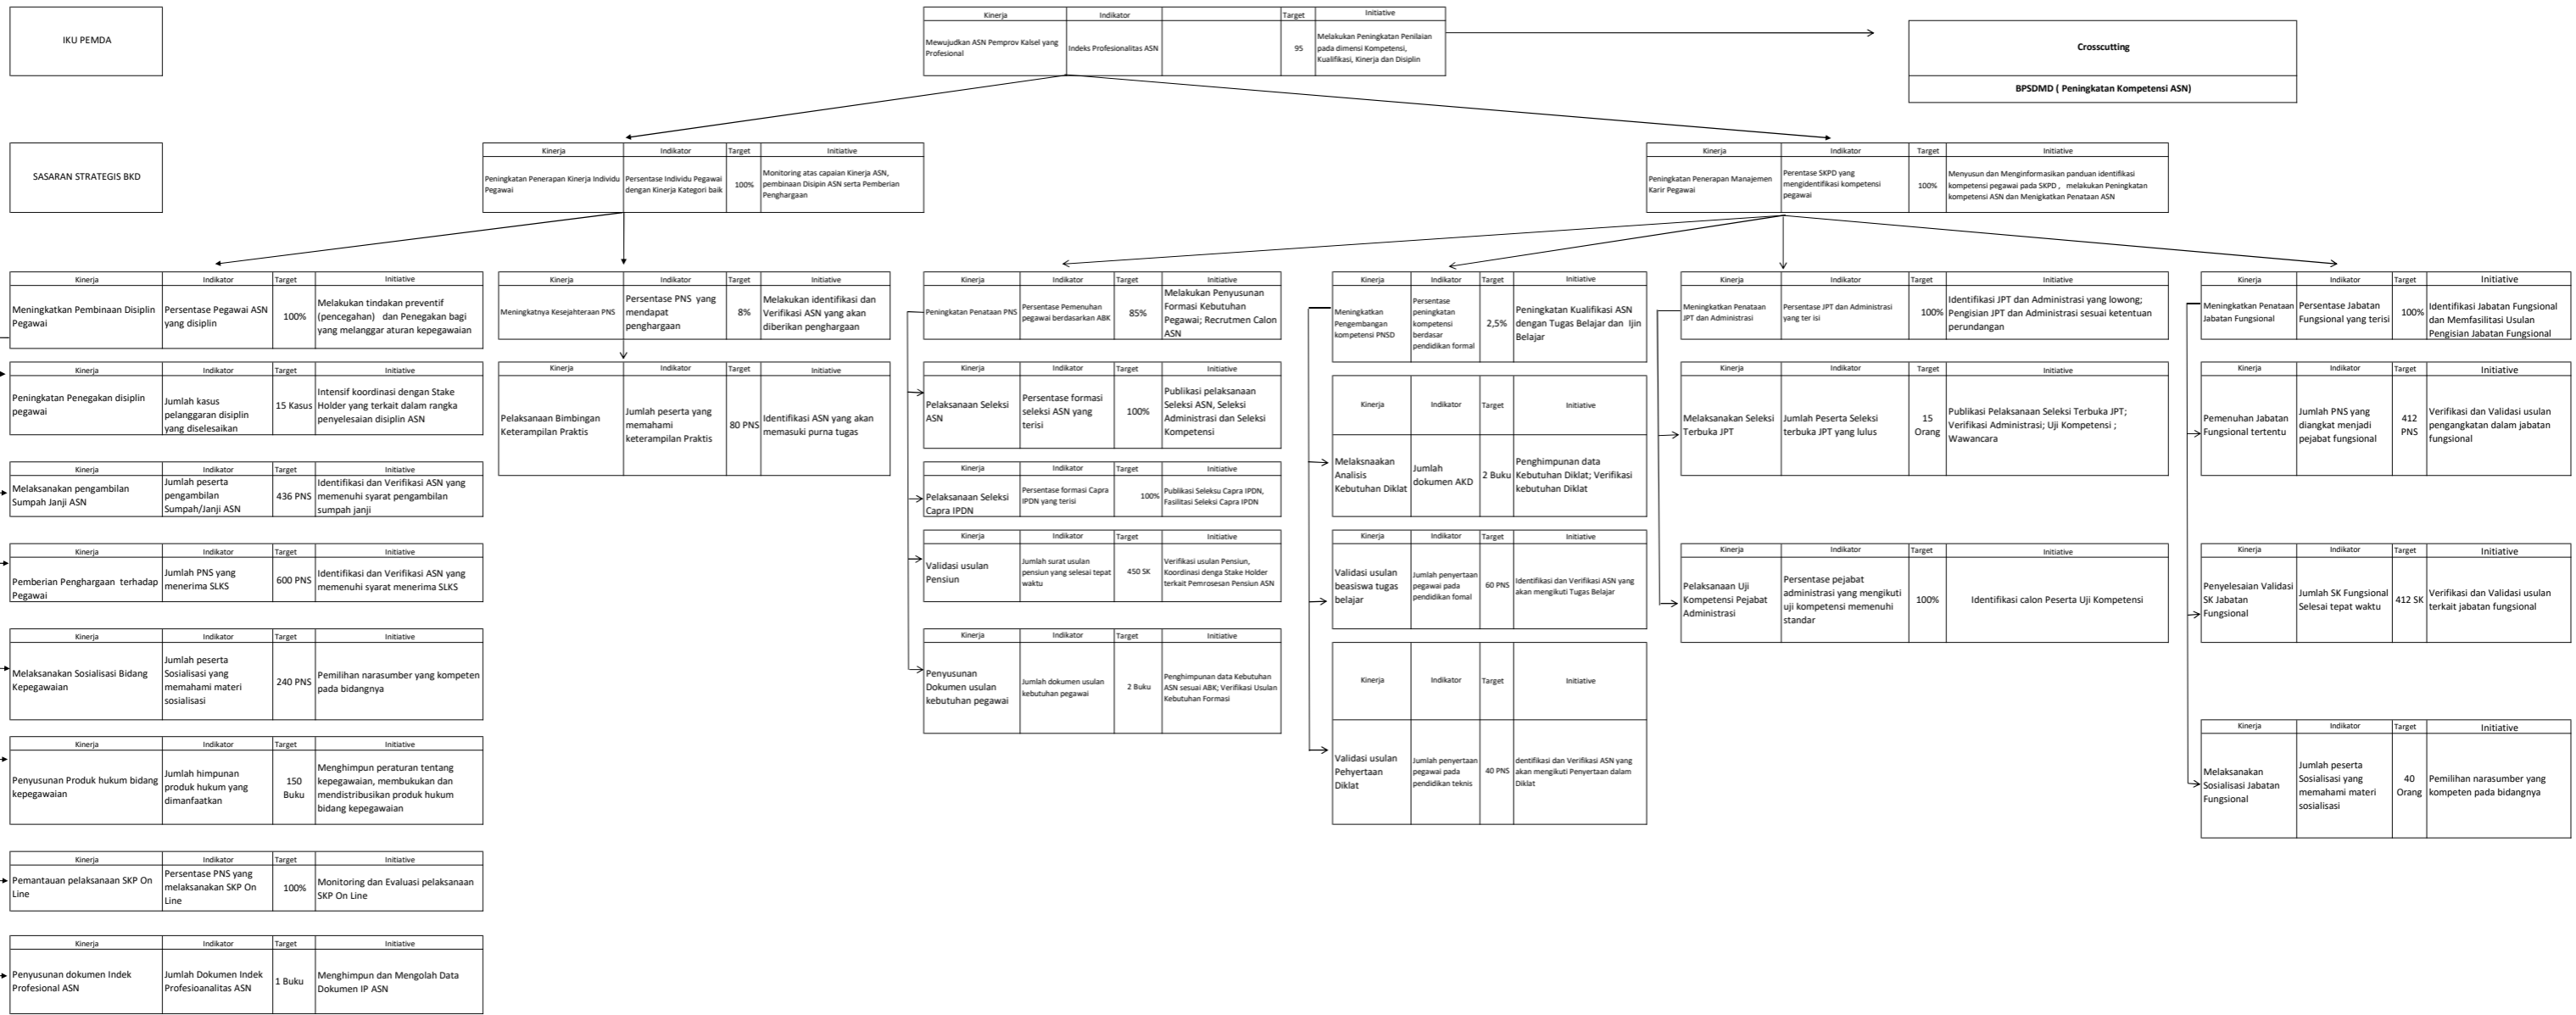 IKU PEMDA
Kinerja Indikator Target Initiative
Mewujudkan ASN Pemprov Kalsel yang
Profesional
Indeks Profesionalitas ASN
95
Melakukan Peningkatan Penilaian
pada dimensi Kompetensi,
Kualifikasi, Kinerja dan Disiplin
Crosscutting
BPSDMD ( Peningkatan Kompetensi ASN)
SASARAN STRATEGIS BKD
Kinerja Indikator Target Initiative
Peningkatan Penerapan Kinerja Individu
Pegawai
Persentase Individu Pegawai
dengan Kinerja Kategori baik
100%
Monitoring atas capaian Kinerja ASN,
pembinaan Disipin ASN serta Pemberian
Penghargaan
Kinerja Indikator Target Initiative
Peningkatan Penerapan Manajemen
Karir Pegawai
Perentase SKPD yang
mengidentifikasi kompetensi
pegawai
100%
Menyusun dan Menginformasikan panduan identifikasi
kompetensi pegawai pada SKPD , melakukan Peningkatan
kompetensi ASN dan Menigkatkan Penataan ASN
Kinerja Indikator Target Initiative
Meningkatkan Pembinaan Disiplin
Pegawai
Persentase Pegawai ASN
yang disiplin
100%
Melakukan tindakan preventif
(pencegahan) dan Penegakan bagi
yang melanggar aturan kepegawaian
Kinerja Indikator Target Initiative
Peningkatan Penegakan disiplin
pegawai
Jumlah kasus
pelanggaran disiplin
yang diselesaikan
15 Kasus
Intensif koordinasi dengan Stake
Holder yang terkait dalam rangka
penyelesaian disiplin ASN
Kinerja Indikator Target Initiative
Melaksanakan pengambilan
Sumpah Janji ASN
Jumlah peserta
pengambilan
Sumpah/Janji ASN
436 PNS
Identifikasi dan Verifikasi ASN yang
memenuhi syarat pengambilan
sumpah janji
Kinerja Indikator Target Initiative
Pemberian Penghargaan terhadap
Pegawai
Jumlah PNS yang
menerima SLKS
600 PNS
Identifikasi dan Verifikasi ASN yang
memenuhi syarat menerima SLKS
Kinerja Indikator Target Initiative
Melaksanakan Sosialisasi Bidang
Kepegawaian
Jumlah peserta
Sosialisasi yang
memahami materi
sosialisasi
240 PNS
Pemilihan narasumber yang kompeten
pada bidangnya
Kinerja Indikator Target Initiative
Penyusunan Produk hukum bidang
kepegawaian
Jumlah himpunan
produk hukum yang
dimanfaatkan
150
Buku
Menghimpun peraturan tentang
kepegawaian, membukukan dan
mendistribusikan produk hukum
bidang kepegawaian
Kinerja Indikator Target Initiative
Pemantauan pelaksanaan SKP On
Line
Persentase PNS yang
melaksanakan SKP On
Line
100%
Monitoring dan Evaluasi pelaksanaan
SKP On Line
Kinerja Indikator Target Initiative
Penyusunan dokumen Indek
Profesional ASN
Jumlah Dokumen Indek
Profesioanalitas ASN
1 Buku
Menghimpun dan Mengolah Data
Dokumen IP ASN
Kinerja Indikator Target Initiative
Meningkatnya Kesejahteraan PNS
Persentase PNS yang
mendapat
penghargaan
8%
Melakukan identifikasi dan
Verifikasi ASN yang akan
diberikan penghargaan
Kinerja Indikator Target Initiative
Pelaksanaan Bimbingan
Keterampilan Praktis
Jumlah peserta yang
memahami
keterampilan Praktis
80 PNS
Identifikasi ASN yang akan
memasuki purna tugas
Kinerja Indikator Target Initiative
Peningkatan Penataan PNS
Persentase Pemenuhan
pegawai berdasarkan ABK
85%
Melakukan Penyusunan
Formasi Kebutuhan
Pegawai; Recrutmen Calon
ASN
Kinerja Indikator Target Initiative
Pelaksanaan Seleksi
ASN
Persentase formasi
seleksi ASN yang
terisi
100%
Publikasi pelaksanaan
Seleksi ASN, Seleksi
Administrasi dan Seleksi
Kompetensi
Kinerja Indikator Target Initiative
Pelaksanaan Seleksi
Capra IPDN
Persentase formasi Capra
IPDN yang terisi
100%
Publikasi Seleksu Capra IPDN,
Fasilitasi Seleksi Capra IPDN
Kinerja Indikator Target Initiative
Validasi usulan
Pensiun
Jumlah surat usulan
pensiun yang selesai tepat
waktu
450 SK
Verifikasi usulan Pensiun,
Koordinasi denga Stake Holder
terkait Pemrosesan Pensiun ASN
Kinerja Indikator Target Initiative
Penyusunan
Dokumen usulan
kebutuhan pegawai
Jumlah dokumen usulan
kebutuhan pegawai
2 Buku
Penghimpunan data Kebutuhan
ASN sesuai ABK; Verifikasi Usulan
Kebutuhan Formasi
Kinerja Indikator Target Initiative
Meningkatkan
Pengembangan
kompetensi PNSD
Persentase
peningkatan
kompetensi
berdasar
pendidikan formal
2,5%
Peningkatan Kualifikasi ASN
dengan Tugas Belajar dan Ijin
Belajar
Kinerja Indikator Target Initiative
Melaksnaakan
Analisis
Kebutuhan Diklat
Jumlah
dokumen AKD
2 Buku
Penghimpunan data
Kebutuhan Diklat; Verifikasi
kebutuhan Diklat
Kinerja Indikator Target Initiative
Validasi usulan
beasiswa tugas
belajar
Jumlah penyertaan
pegawai pada
pendidikan fomal
60 PNS
Identifikasi dan Verifikasi ASN yang
akan mengikuti Tugas Belajar
Kinerja Indikator Target Initiative
Validasi usulan
Pehyertaan
Diklat
Jumlah penyertaan
pegawai pada
pendidikan teknis
40 PNS
dentifikasi dan Verifikasi ASN yang
akan mengikuti Penyertaan dalam
Diklat
Kinerja Indikator Target Initiative
Meningkatkan Penataan
JPT dan Administrasi
Persentase JPT dan Administrasi
yang ter isi
100%
Identifikasi JPT dan Administrasi yang lowong;
Pengisian JPT dan Administrasi sesuai ketentuan
perundangan
Kinerja Indikator Target Initiative
Melaksanakan Seleksi
Terbuka JPT
Jumlah Peserta Seleksi
terbuka JPT yang lulus
15
Orang
Publikasi Pelaksanaan Seleksi Terbuka JPT;
Verifikasi Administrasi; Uji Kompetensi ;
Wawancara
Kinerja Indikator Target Initiative
Pelaksanaan Uji
Kompetensi Pejabat
Administrasi
Persentase pejabat
administrasi yang mengikuti
uji kompetensi memenuhi
standar
100%
Identifikasi calon Peserta Uji Kompetensi
Kinerja Indikator Target Initiative
Meningkatkan Penataan
Jabatan Fungsional
Persentase Jabatan
Fungsional yang terisi
100%
Identifikasi Jabatan Fungsional
dan Memfasilitasi Usulan
Pengisian Jabatan Fungsional
Kinerja Indikator Target Initiative
Pemenuhan Jabatan
Fungsional tertentu
Jumlah PNS yang
diangkat menjadi
pejabat fungsional
412
PNS
Verifikasi dan Validasi usulan
pengangkatan dalam jabatan
fungsional
Kinerja Indikator Target Initiative
Penyelesaian Validasi
SK Jabatan
Fungsional
Jumlah SK Fungsional
Selesai tepat waktu
412 SK
Verifikasi dan Validasi usulan
terkait jabatan fungsional
Kinerja Indikator Target Initiative
Melaksanakan
Sosialisasi Jabatan
Fungsional
Jumlah peserta
Sosialisasi yang
memahami materi
sosialisasi
40
Orang
Pemilihan narasumber yang
kompeten pada bidangnya